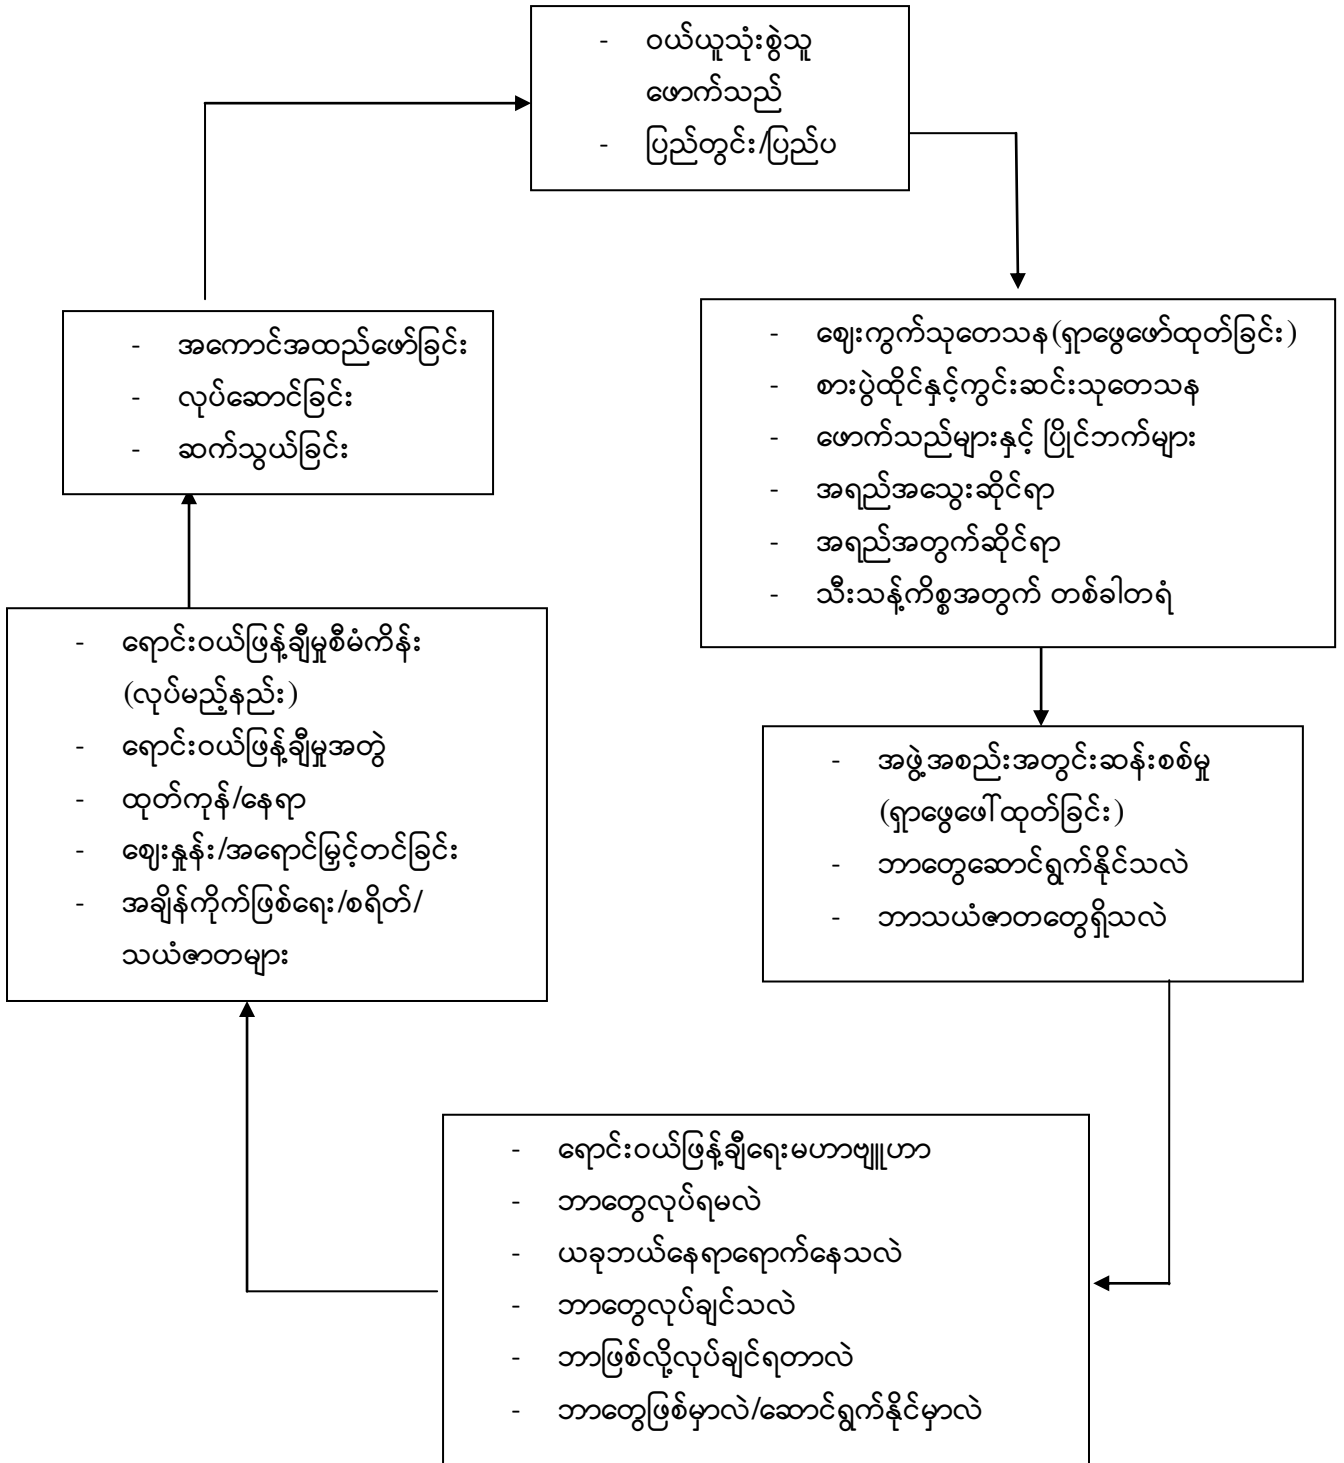 - ဝယ်ယူသုံးစွဲသူ
ဖောက်သည်
- ပြည်တွင်း/ပြည်ပ
- ဈေးကွက်သုတေသန(ရှာဖွေဖော်ထုတ်ခြင်း)
- စားပွဲထိုင်နှင့်ကွင်းဆင်းသုတေသန
- ဖောက်သည်များနှင့် ပြိုင်ဘက်များ
- အရည်အသွေးဆိုင်ရာ
- အရည်အတွက်ဆိုင်ရာ
- သီးသန့်ကိစ္စအတွက် တစ်ခါတရံ
- အဖွဲ့အစည်းအတွင်းဆန်းစစ်မှု
(ရှာဖွေဖေါ်ထုတ်ခြင်း)
- ဘာတွေဆောင်ရွက်နိုင်သလဲ
- ဘာသယံဇာတတွေရှိသလဲ
- ရောင်းဝယ်ဖြန့်ချီရေးမဟာဗျူဟာ
- ဘာတွေလုပ်ရမလဲ
- ယခုဘယ်နေရာရောက်နေသလဲ
- ဘာတွေလုပ်ချင်သလဲ
- ဘာဖြစ်လို့လုပ်ချင်ရတာလဲ
- ဘာတွေဖြစ်မှာလဲ/ဆောင်ရွက်နိုင်မှာလဲ
- ရောင်းဝယ်ဖြန့်ချီမှုစီမံကိန်း
(လုပ်မည့်နည်း)
- ရောင်းဝယ်ဖြန့်ချီမှုအတွဲ
- ထုတ်ကုန်/နေရာ
- ဈေးနှုန်း/အရောင်မြှင့်တင်ခြင်း
- အချိန်ကိုက်ဖြစ်ရေး/စရိတ်/
သယံဇာတများ
- အကောင်အထည်ဖော်ခြင်း
- လုပ်ဆောင်ခြင်း
- ဆက်သွယ်ခြင်း